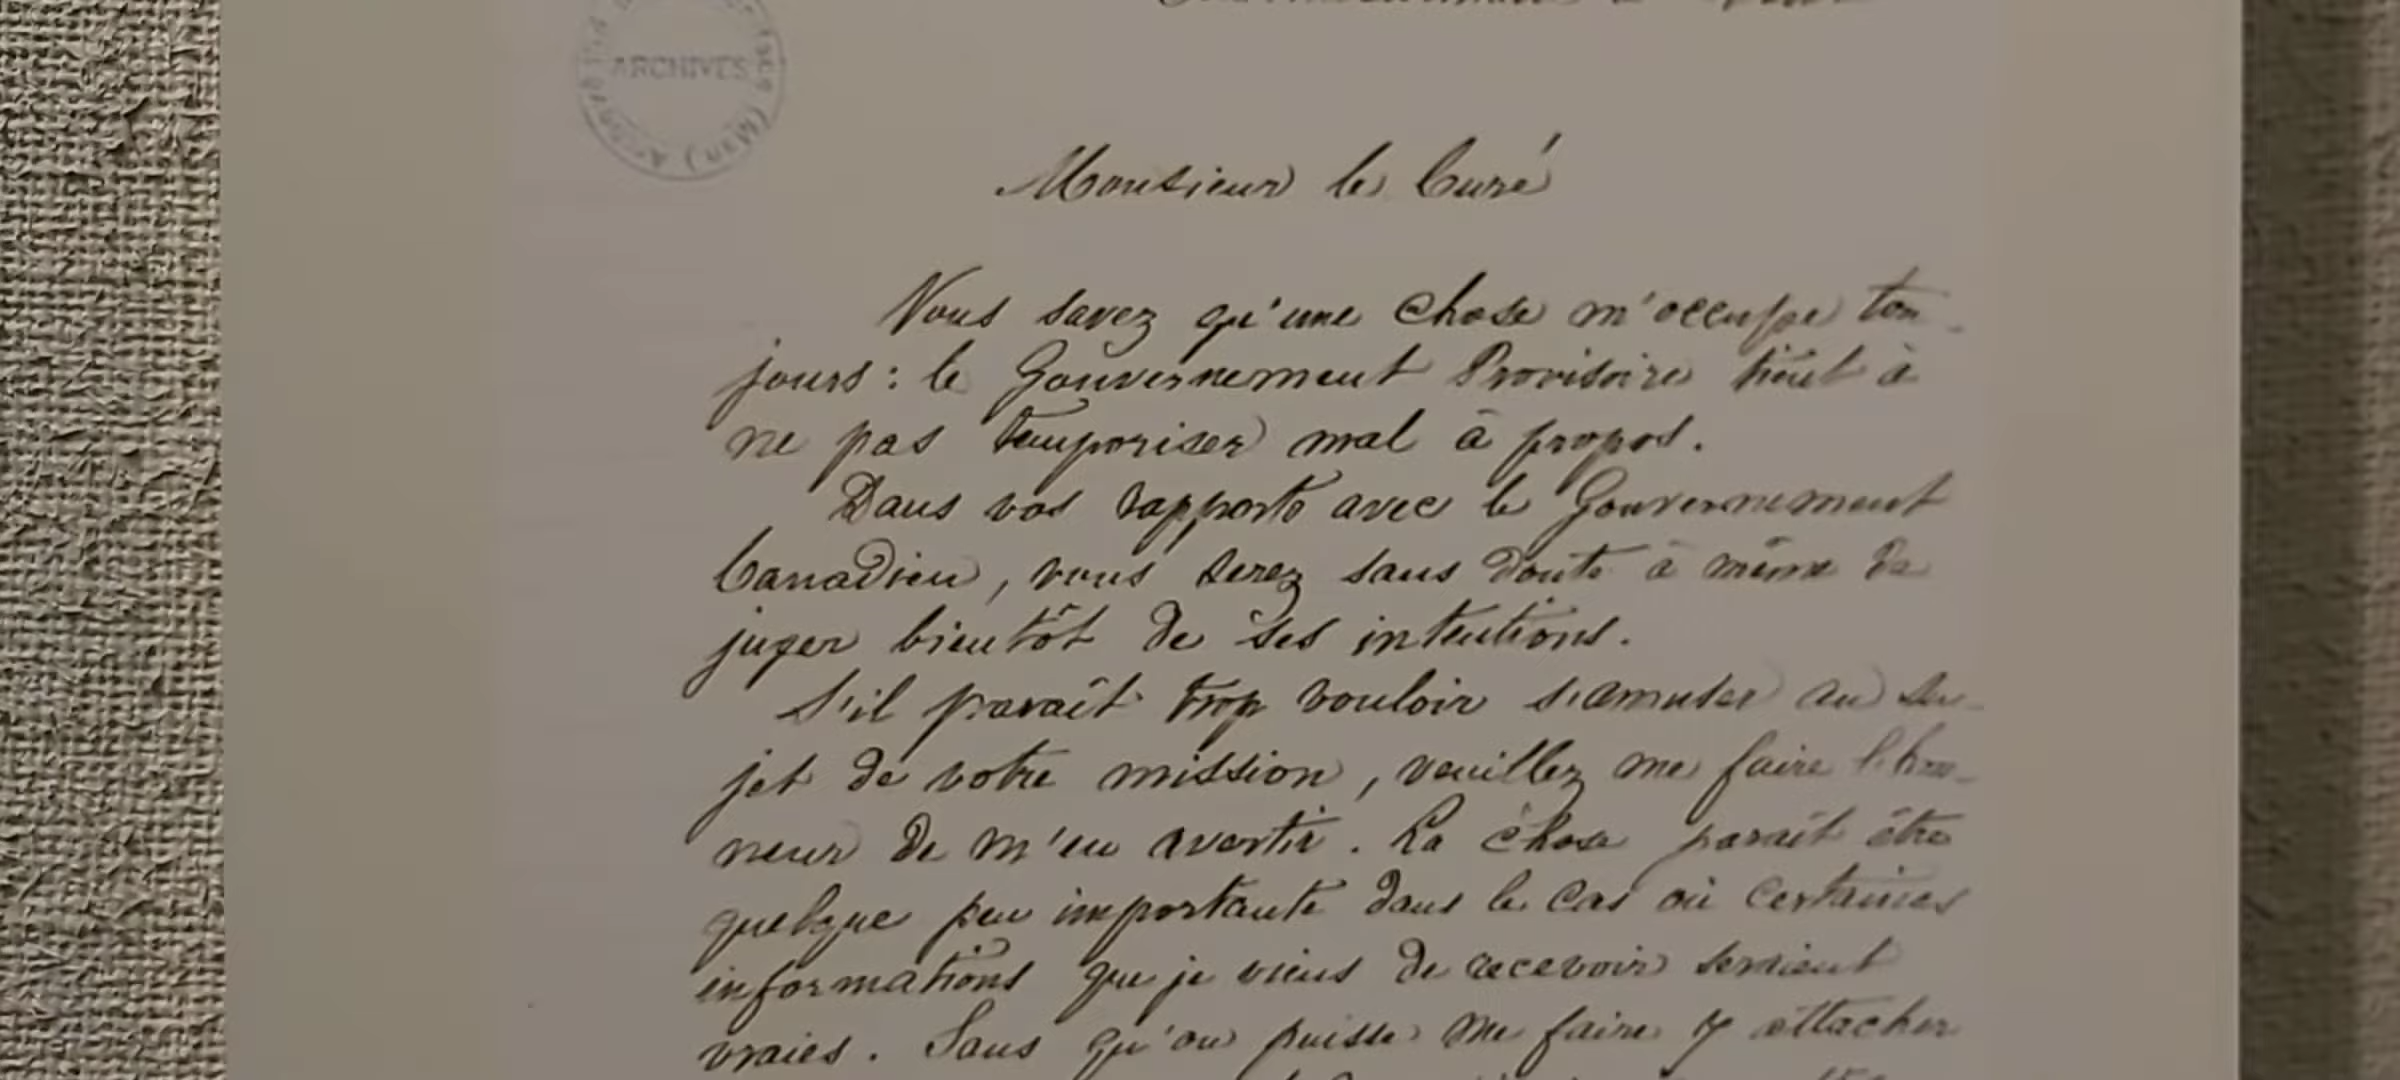 ARCHIVES
Monsieur le Curé
Vous savez qu'une chose m'occupe tou-
jours : le Gouvernement Provisoire tient à
ne pas temporiser mal à propos.
Dans vos rapports avec le Gouvernement
Canadien, vous serez sans doute à même de
juger bientôt de ses intentions.
S'il paraît trop vouloir s'amuser au su-
jet de votre mission, veuillez me faire l'hon-
neur de m'en avertir. La chose paraît être
quelque peu importante dans le cas où certaines
informations que je viens de recevoir seraient
vraies. Sans qu'on puisse me faire y attacher